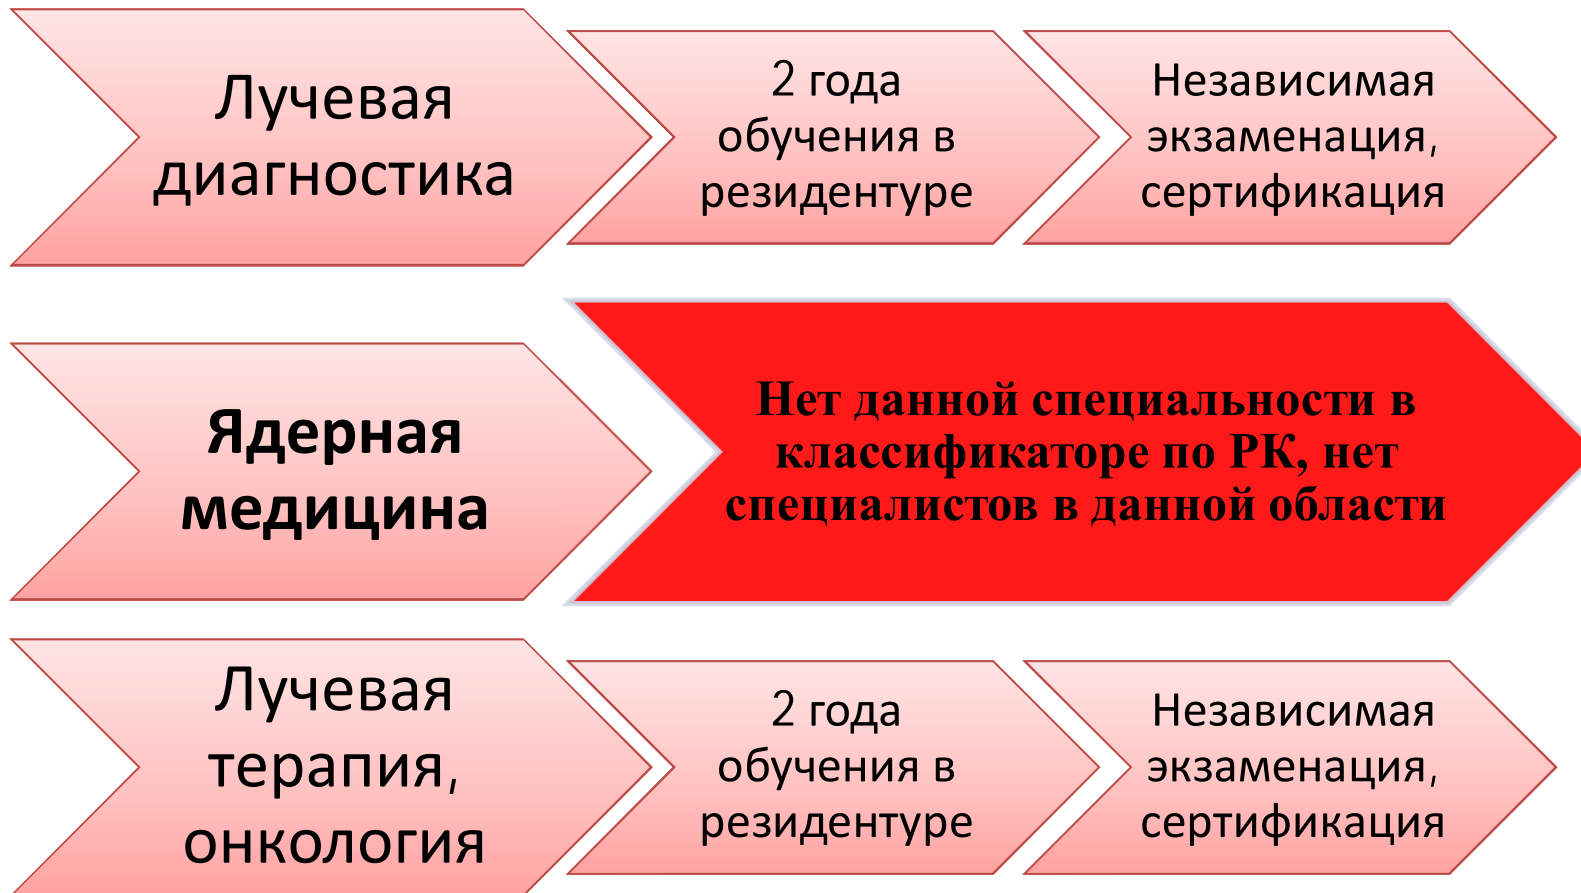 Лучевая
диагностика
2 года
обучения в
резидентуре
Независимая
экзаменация,
сертификация
Ядерная
медицина
Нет данной специальности в
классификаторе по РК, нет
специалистов в данной области
Лучевая
терапия,
онкология
2 года
обучения в
резидентуре
Независимая
экзаменация,
сертификация